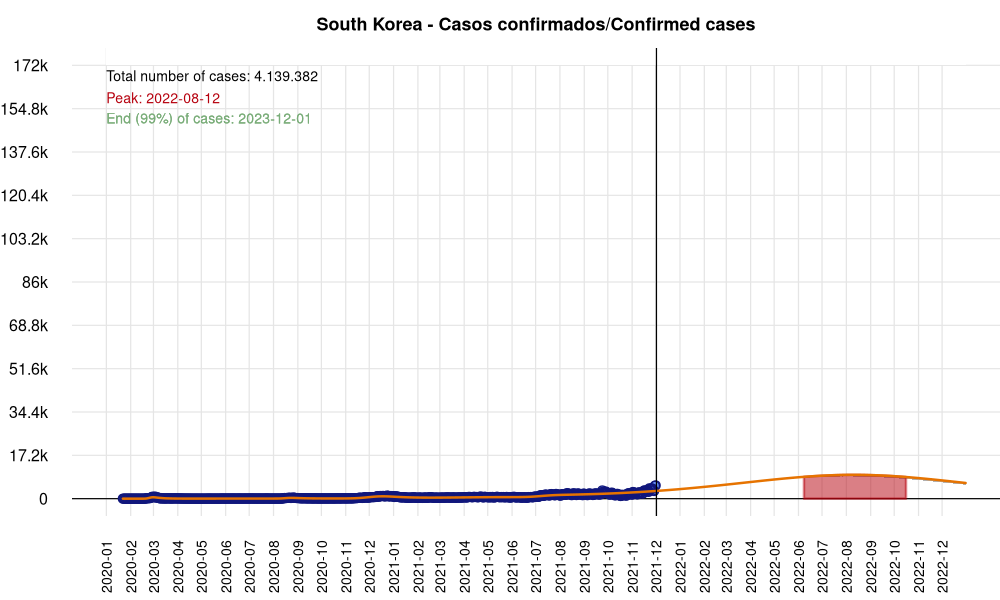 South Korea - Casos confirmados/Confirmed cases
172k
Total number of cases: 4.139.382
Peak: 2022-08-12
154.8k
End (99%) of cases: 2023-12-01
137.6k
120.4k
103.2k
86k
68.8k
51.6k
34.4k
17.2k
0
2020-01
2020-02
2020-03
2020-04
2020-05
2020-06
2020-07
2020-08
2020-09
2020-10
2020-11
2020-12
2021-01
2021-02
2021-03
2021-04
2021-05
2021-06
2021-07
2021-08
2021-09
2021-10
2021-11
2021-12
2022-01
2022-02
2022-03
2022-04
2022-05
2022-06
2022-07
2022-08
2022-09
2022-10
2022-11
2022-12